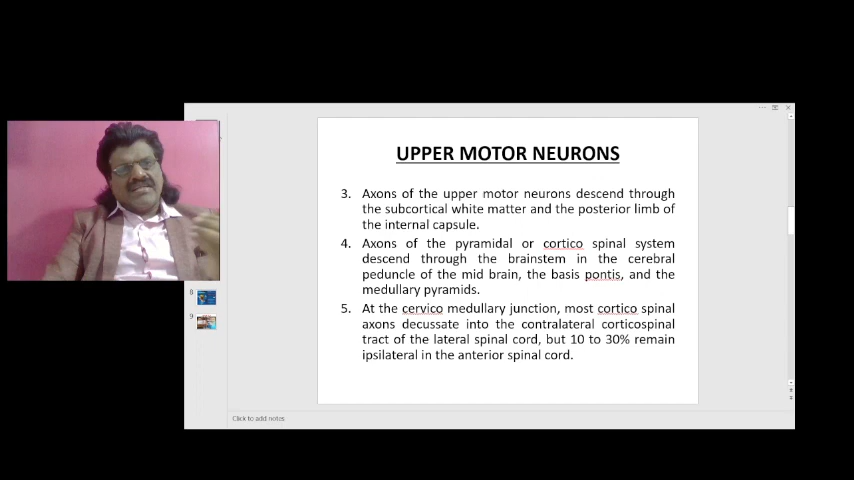 UPPER MOTOR NEURONS
3. Axons of the upper motor neurons descend through
the subcortical white matter and the posterior limb of
the internal capsule.
4. Axons of the pyramidal or cortico spinal system
descend through the brainstem in the cerebral
peduncle of the mid brain, the basis pontis, and the
medullary pyramids.
5. At the cervico medullary junction, most cortico spinal
axons decussate into the contralateral corticospinal
tract of the lateral spinal cord, but 10 to 30% remain
ipsilateral in the anterior spinal cord.
8
9
Click to add notes